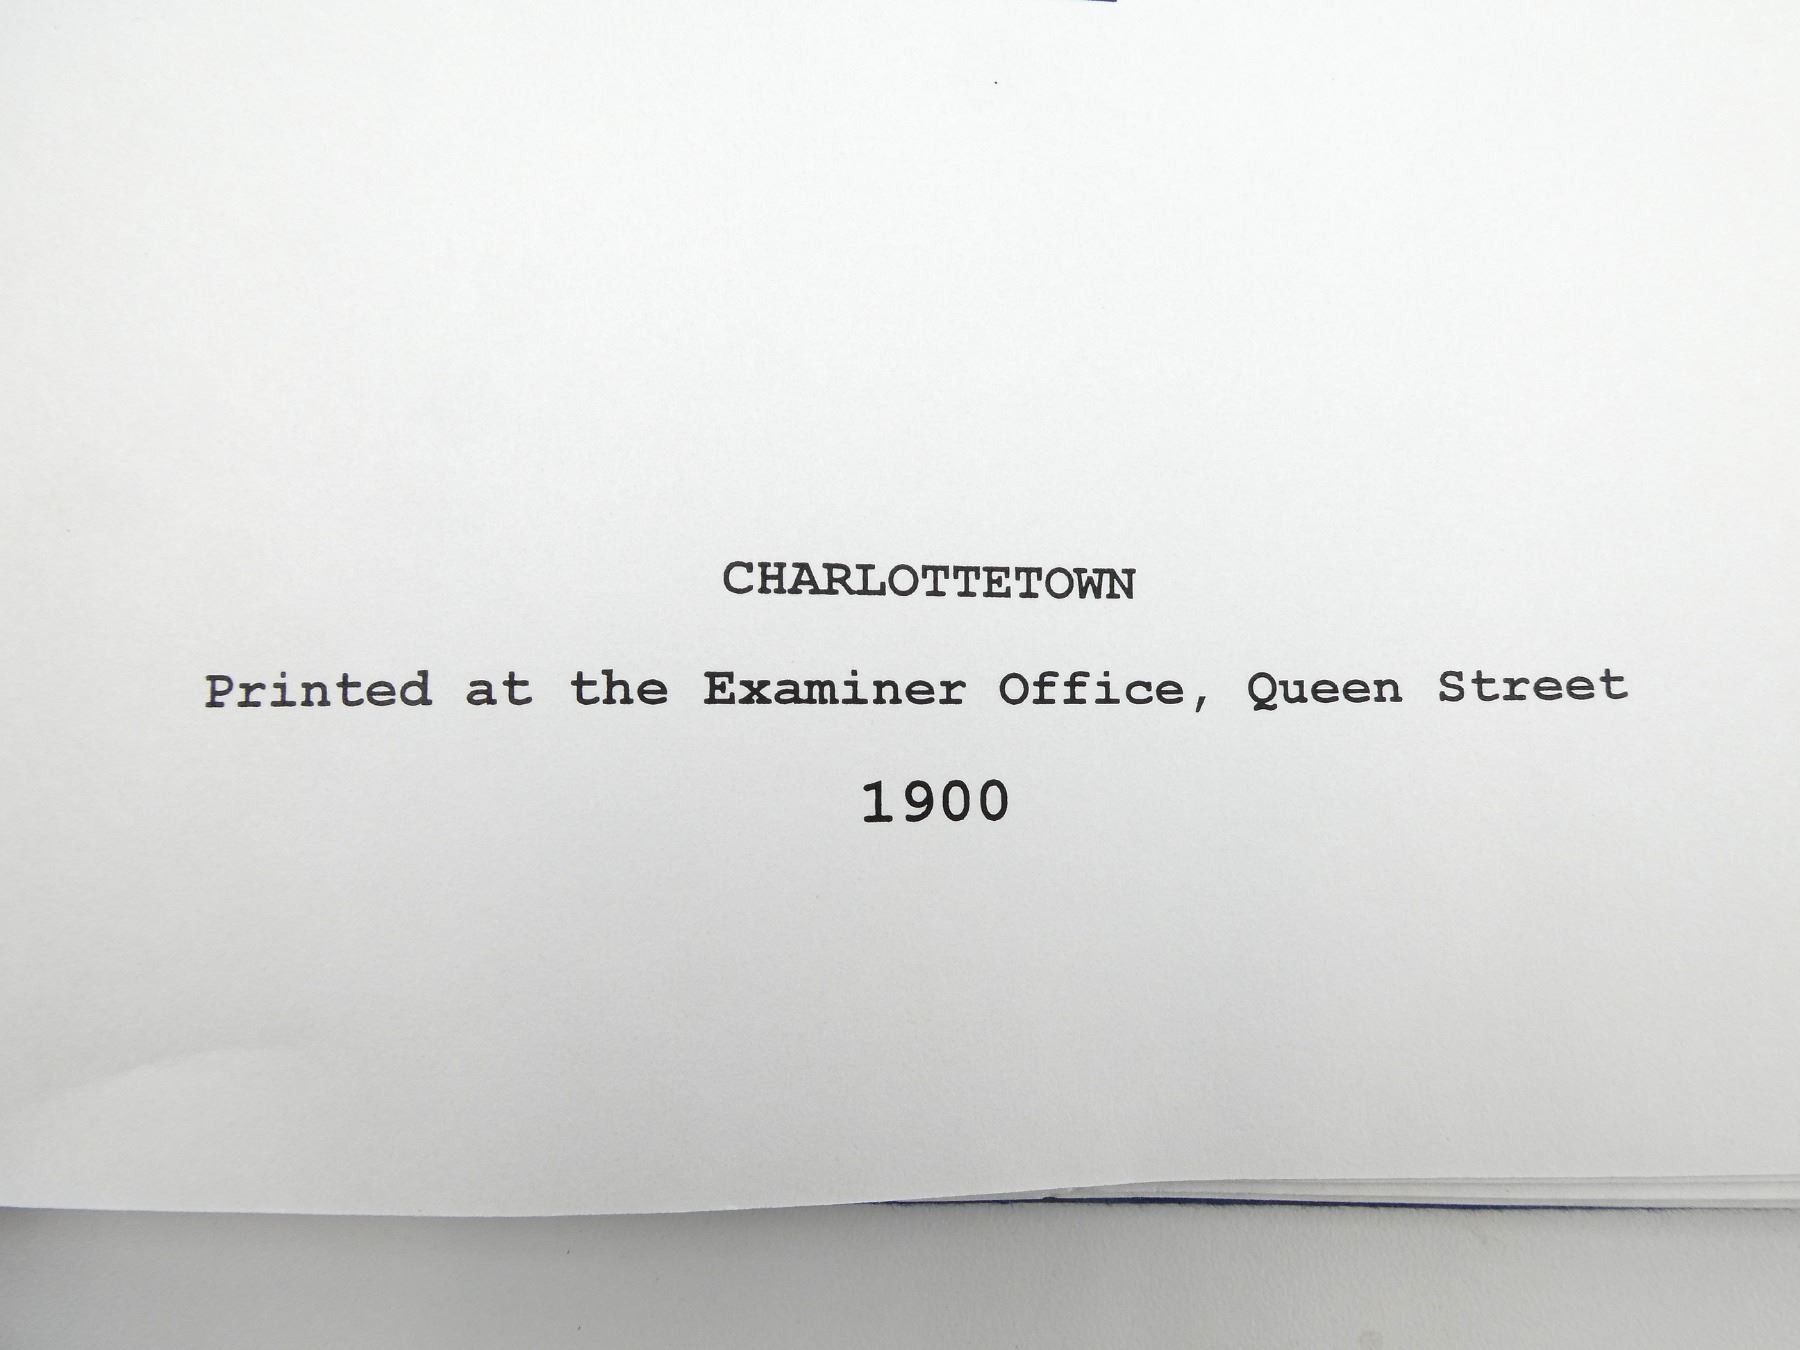 CHARLOTTETOWN
Printed at the Examiner Office, Queen Street
1900